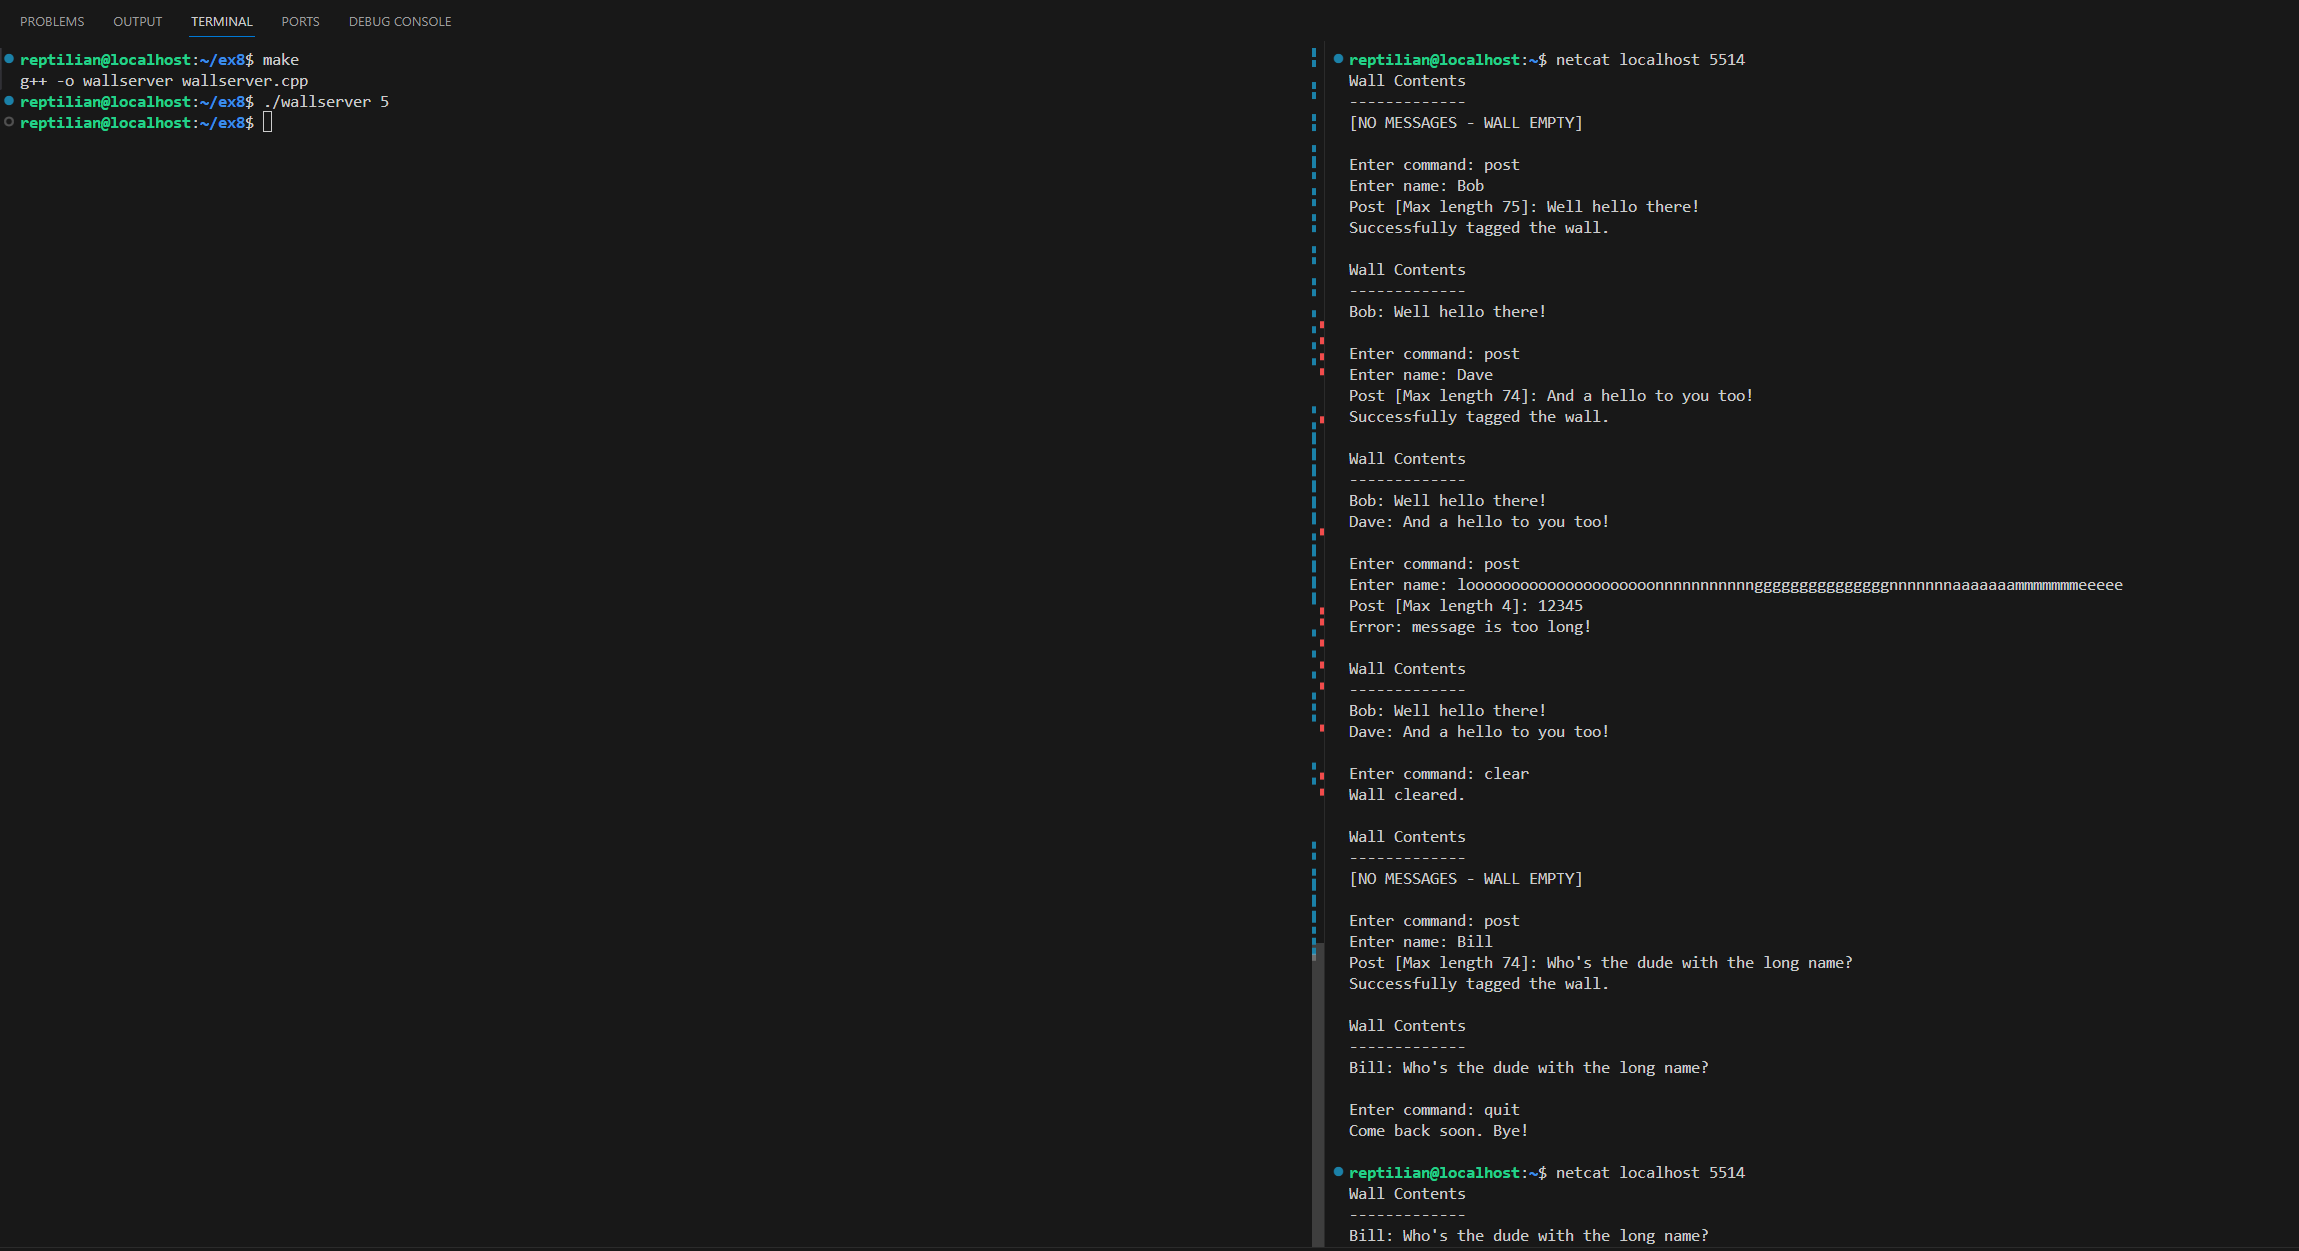 PROBLEMS OUTPUT TERMINAL PORTS DEBUG CONSOLE
reptilian@localhost:~/ex8$ make
g++ -o wallserver wallserver.cpp
reptilian@localhost:~/ex8$ ./wallserver 5
reptilian@localhost:~/ex8$
reptilian@localhost:~$ netcat localhost 5514
Wall Contents
-------------
[NO MESSAGES - WALL EMPTY]
Enter command: post
Enter name: Bob
Post [Max length 75]: Well hello there!
Successfully tagged the wall.
Wall Contents
-------------
Bob: Well hello there!
Enter command: post
Enter name: Dave
Post [Max length 74]: And a hello to you too!
Successfully tagged the wall.
Wall Contents
-------------
Bob: Well hello there!
Dave: And a hello to you too!
Enter command: post
Enter name: looooooooooooooooooooonnnnnnnnnnngggggggggggggggnnnnnnnaaaaaaammmmmmmeeeee
Post [Max length 4]: 12345
Error: message is too long!
Wall Contents
-------------
Bob: Well hello there!
Dave: And a hello to you too!
Enter command: clear
Wall cleared.
Wall Contents
-------------
[NO MESSAGES - WALL EMPTY]
Enter command: post
Enter name: Bill
Post [Max length 74]: Who's the dude with the long name?
Successfully tagged the wall.
Wall Contents
-------------
Bill: Who's the dude with the long name?
Enter command: quit
Come back soon. Bye!
reptilian@localhost:~$ netcat localhost 5514
Wall Contents
-------------
Bill: Who's the dude with the long name?